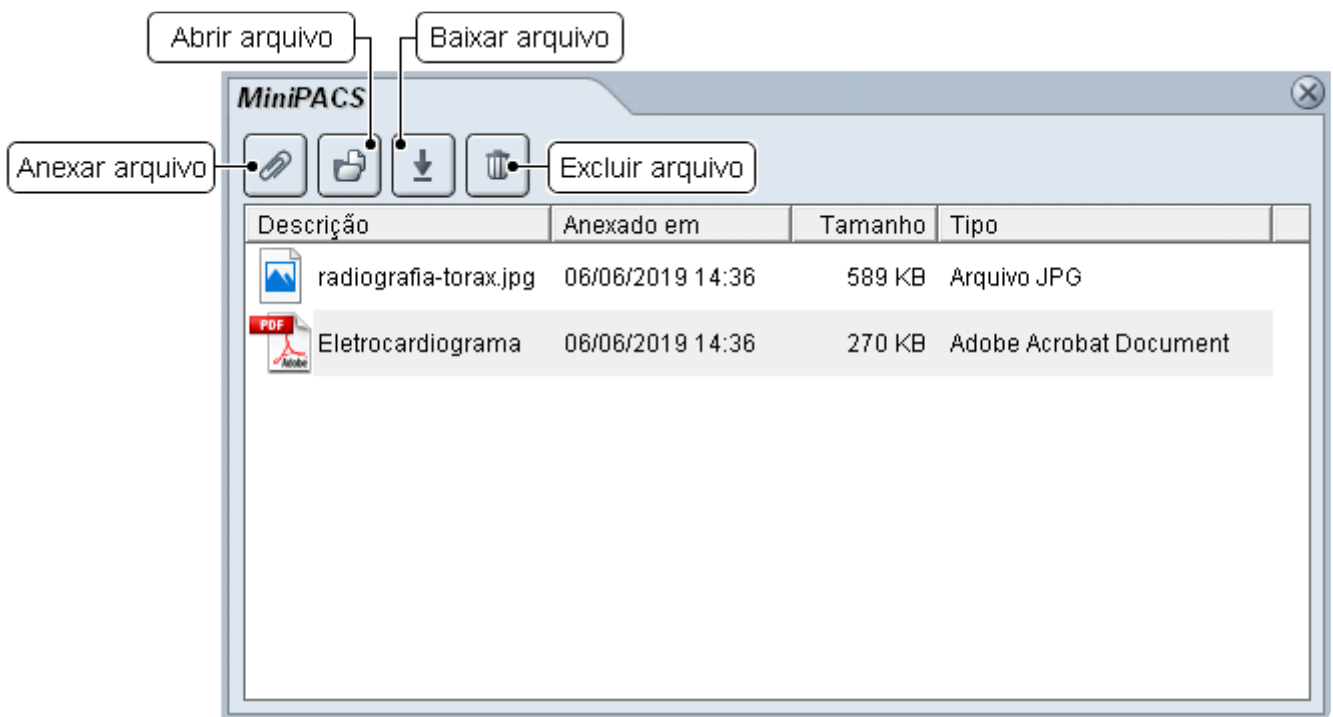 Abrir arquivo Baixar arquivo
MiniPACS
Anexar arquivo Excluir arquivo
Descrição Anexado em Tamanho Tipo
radiografia-torax.jpg 06/06/2019 14:36 589 KB Arquivo JPG
PDF
Eletrocardiograma 06/06/2019 14:36 270 KB Adobe Acrobat Document
Adobe